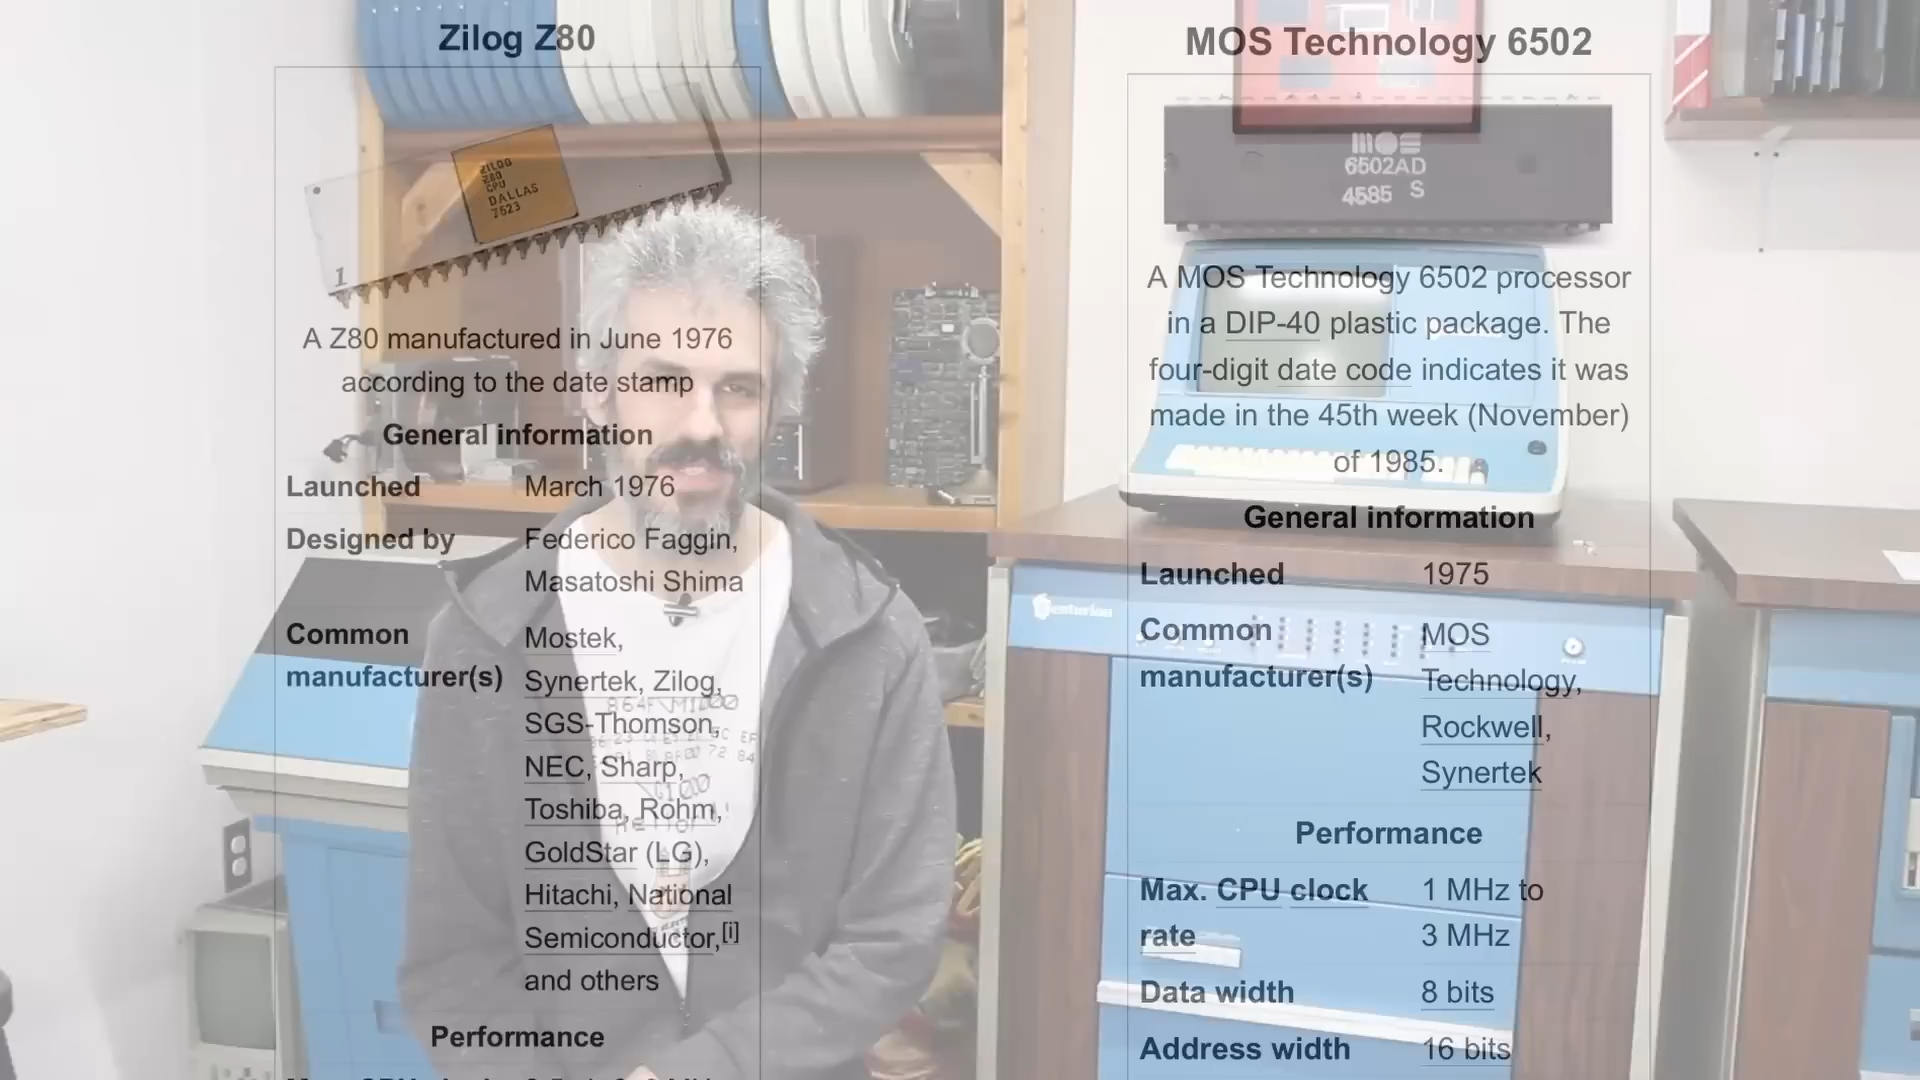 Zilog Z80
ZILOG
Z80
CPU
DALLAS
7623
1
A Z80 manufactured in June 1976
according to the date stamp
General information
Launched March 1976
Designed by Federico Faggin,
Masatoshi Shima
Common Mostek,
manufacturer(s) Synertek, Zilog,
SGS-Thomson,
NEC, Sharp,
Toshiba, Rohm,
GoldStar (LG),
Hitachi, National
Semiconductor,[i]
and others
Performance
MOS Technology 6502
MOS
6502AD
4585 S
A MOS Technology 6502 processor
in a DIP-40 plastic package. The
four-digit date code indicates it was
made in the 45th week (November)
of 1985.
General information
Launched 1975
Centurion
Common MOS
manufacturer(s) Technology,
Rockwell,
Synertek
Performance
Max. CPU clock 1 MHz to
rate 3 MHz
Data width 8 bits
Address width 16 bits